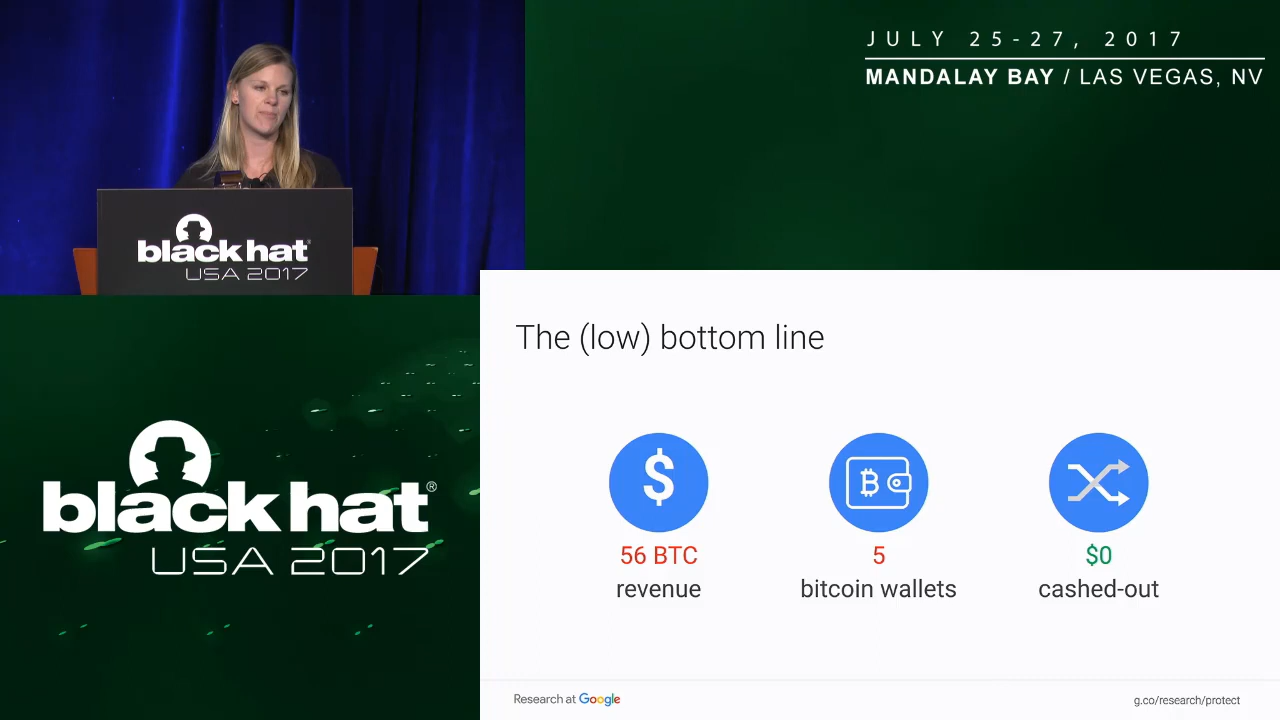 JULY 25-27, 2017
MANDALAY BAY / LAS VEGAS, NV
black hat®
USA 2017
The (low) bottom line
$
56 BTC
revenue
5
bitcoin wallets
$0
cashed-out
black hat®
USA 2017
Research at Google
g.co/research/protect